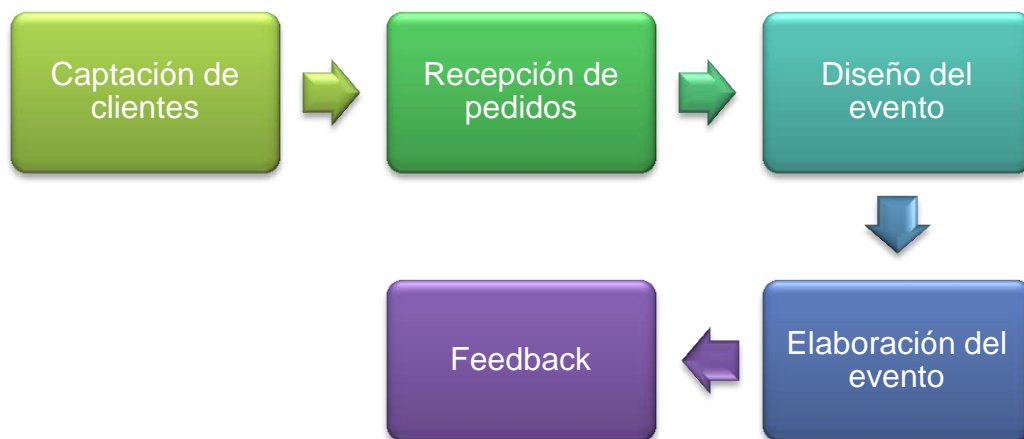 Captación de
clientes
Recepción de
pedidos
Diseño del
evento
Elaboración del
evento
Feedback